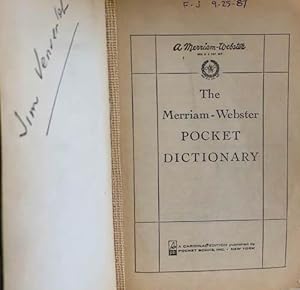 Jim
F-J 9-25-87
A Merriam-Webster
The
Merriam-Webster
POCKET
DICTIONARY
A CARDINAL EDITION published by
POCKET BOOKS, INC. • NEW YORK